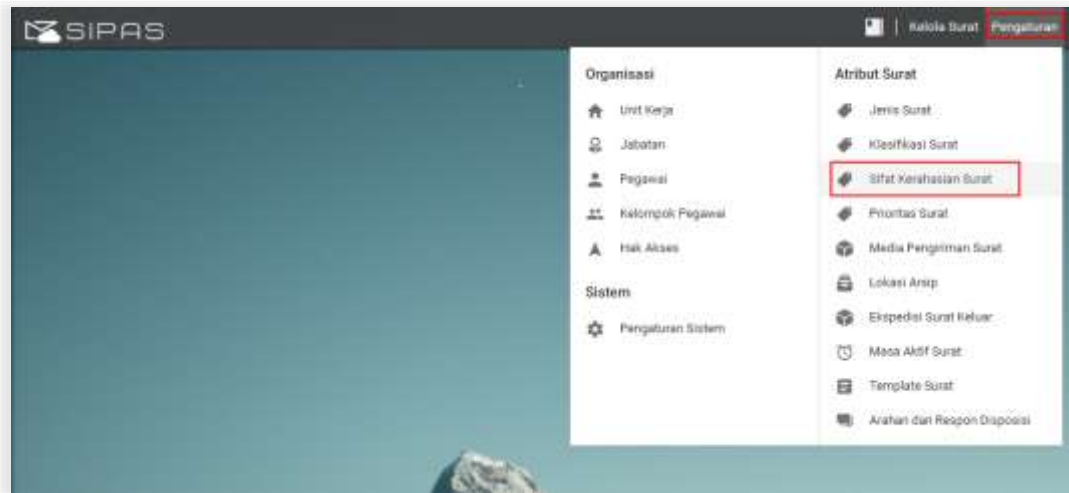 SIPAS
Kelola Surat
Pengaturan
Organisasi
Unit Kerja
Jabatan
Pegawai
Kelompok Pegawai
Hak Akses
Sistem
Pengaturan Sistem
Atribut Surat
Jenis Surat
Klasifikasi Surat
Sifat Kerahasian Surat
Prioritas Surat
Media Pengiriman Surat
Lokasi Arsip
Ekspedisi Surat Keluar
Masa Aktif Surat
Template Surat
Arahan dan Respon Disposisi